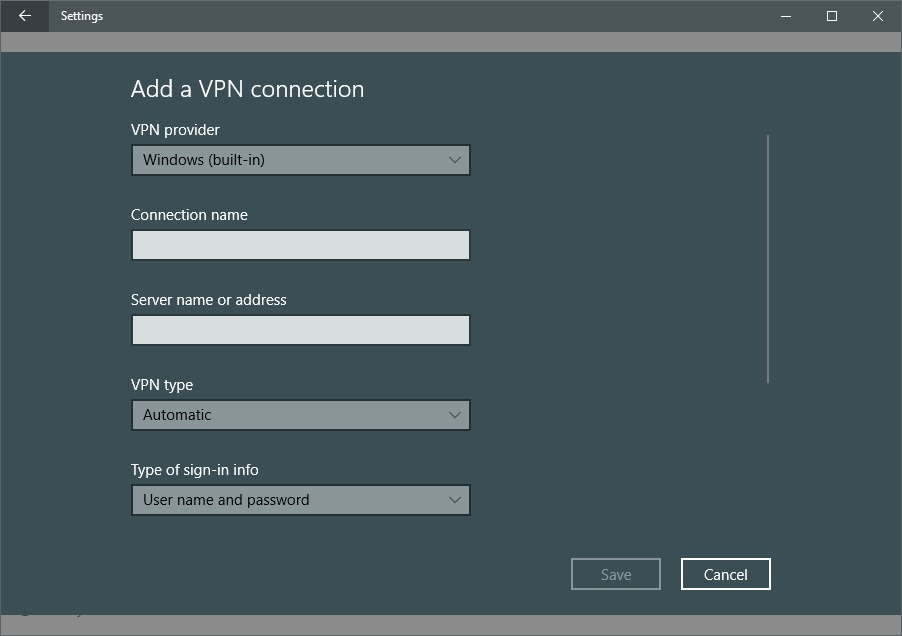 Settings
Add a VPN connection
VPN provider
Windows (built-in)
Connection name
Server name or address
VPN type
Automatic
Type of sign-in info
User name and password
Save
Cancel